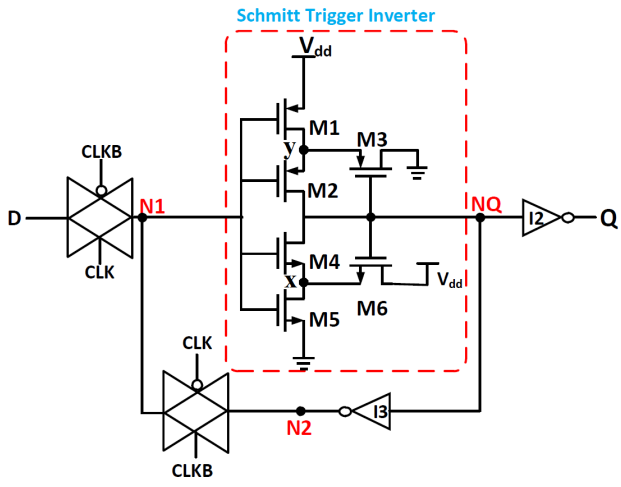 Schmitt Trigger Inverter
Vdd
M1
M3
y
CLKB
M2
D
N1
NQ
I2
Q
CLK
M4
x
Vdd
M6
M5
CLK
I3
N2
CLKB